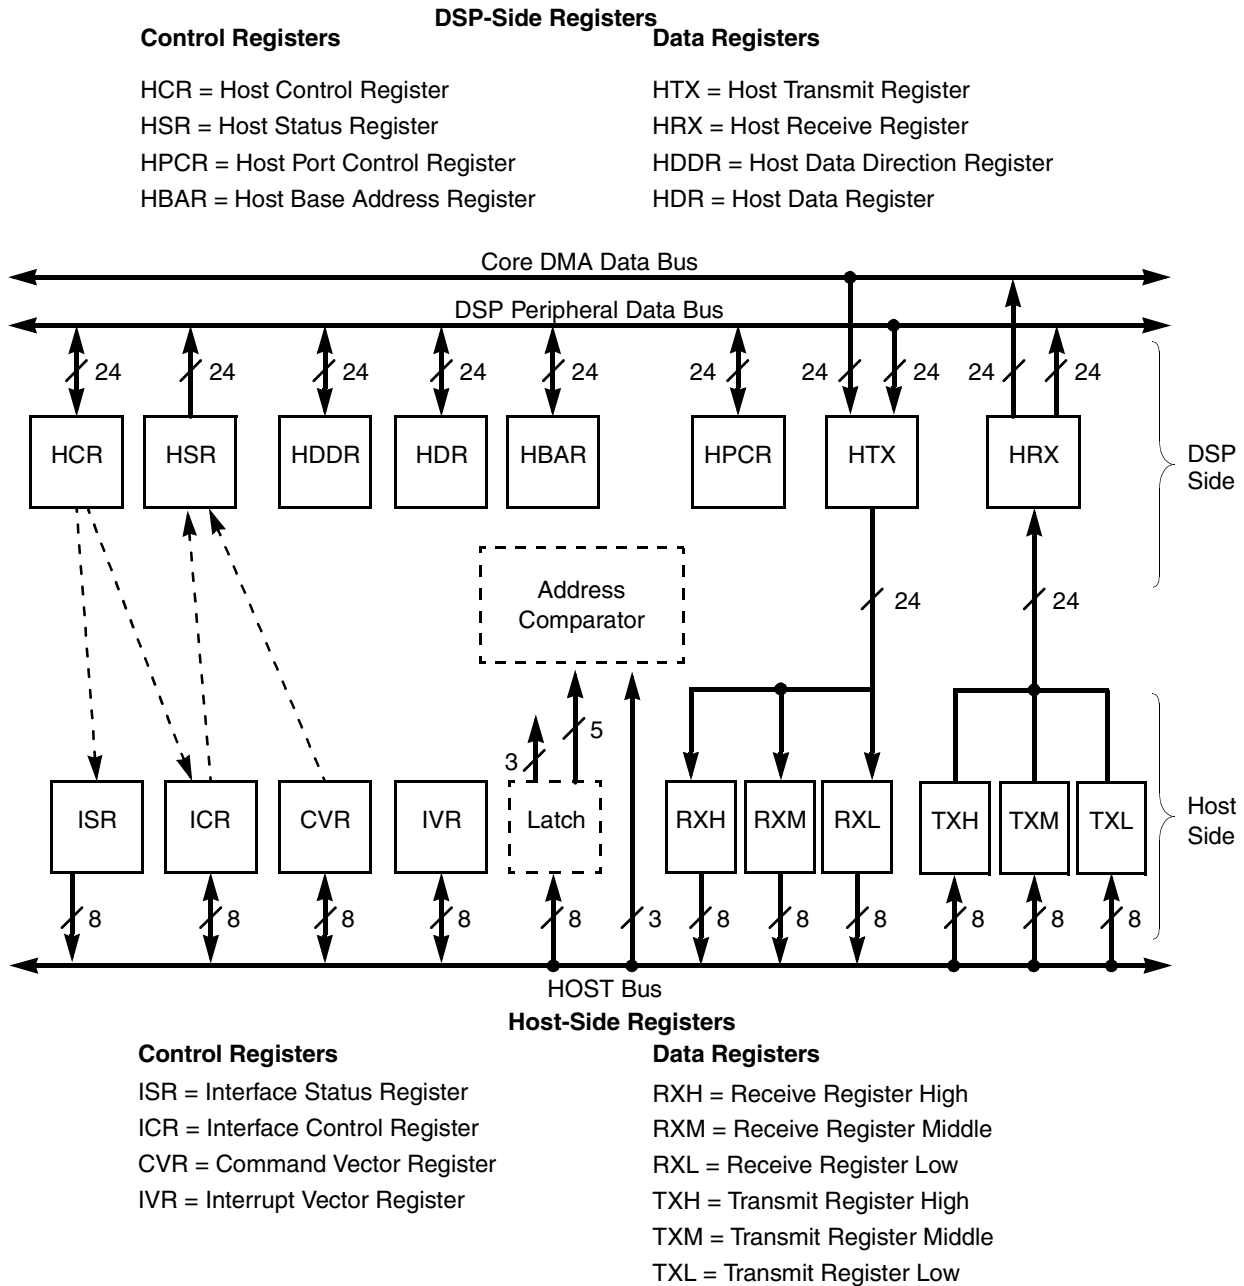 DSP-Side Registers
Control Registers
Data Registers
HCR = Host Control Register
HTX = Host Transmit Register
HSR = Host Status Register
HRX = Host Receive Register
HPCR = Host Port Control Register
HDDR = Host Data Direction Register
HBAR = Host Base Address Register
HDR = Host Data Register
Core DMA Data Bus
DSP Peripheral Data Bus
24 24 24 24 24 24 24 24 24 24
HCR HSR HDDR HDR HBAR HPCR HTX HRX
DSP
Side
Address
Comparator
24 24
3 5
ISR ICR CVR IVR Latch RXH RXM RXL TXH TXM TXL
Host
Side
8 8 8 8 8 3 8 8 8 8 8 8
HOST Bus
Host-Side Registers
Control Registers
Data Registers
ISR = Interface Status Register
RXH = Receive Register High
ICR = Interface Control Register
RXM = Receive Register Middle
CVR = Command Vector Register
RXL = Receive Register Low
IVR = Interrupt Vector Register
TXH = Transmit Register High
TXM = Transmit Register Middle
TXL = Transmit Register Low